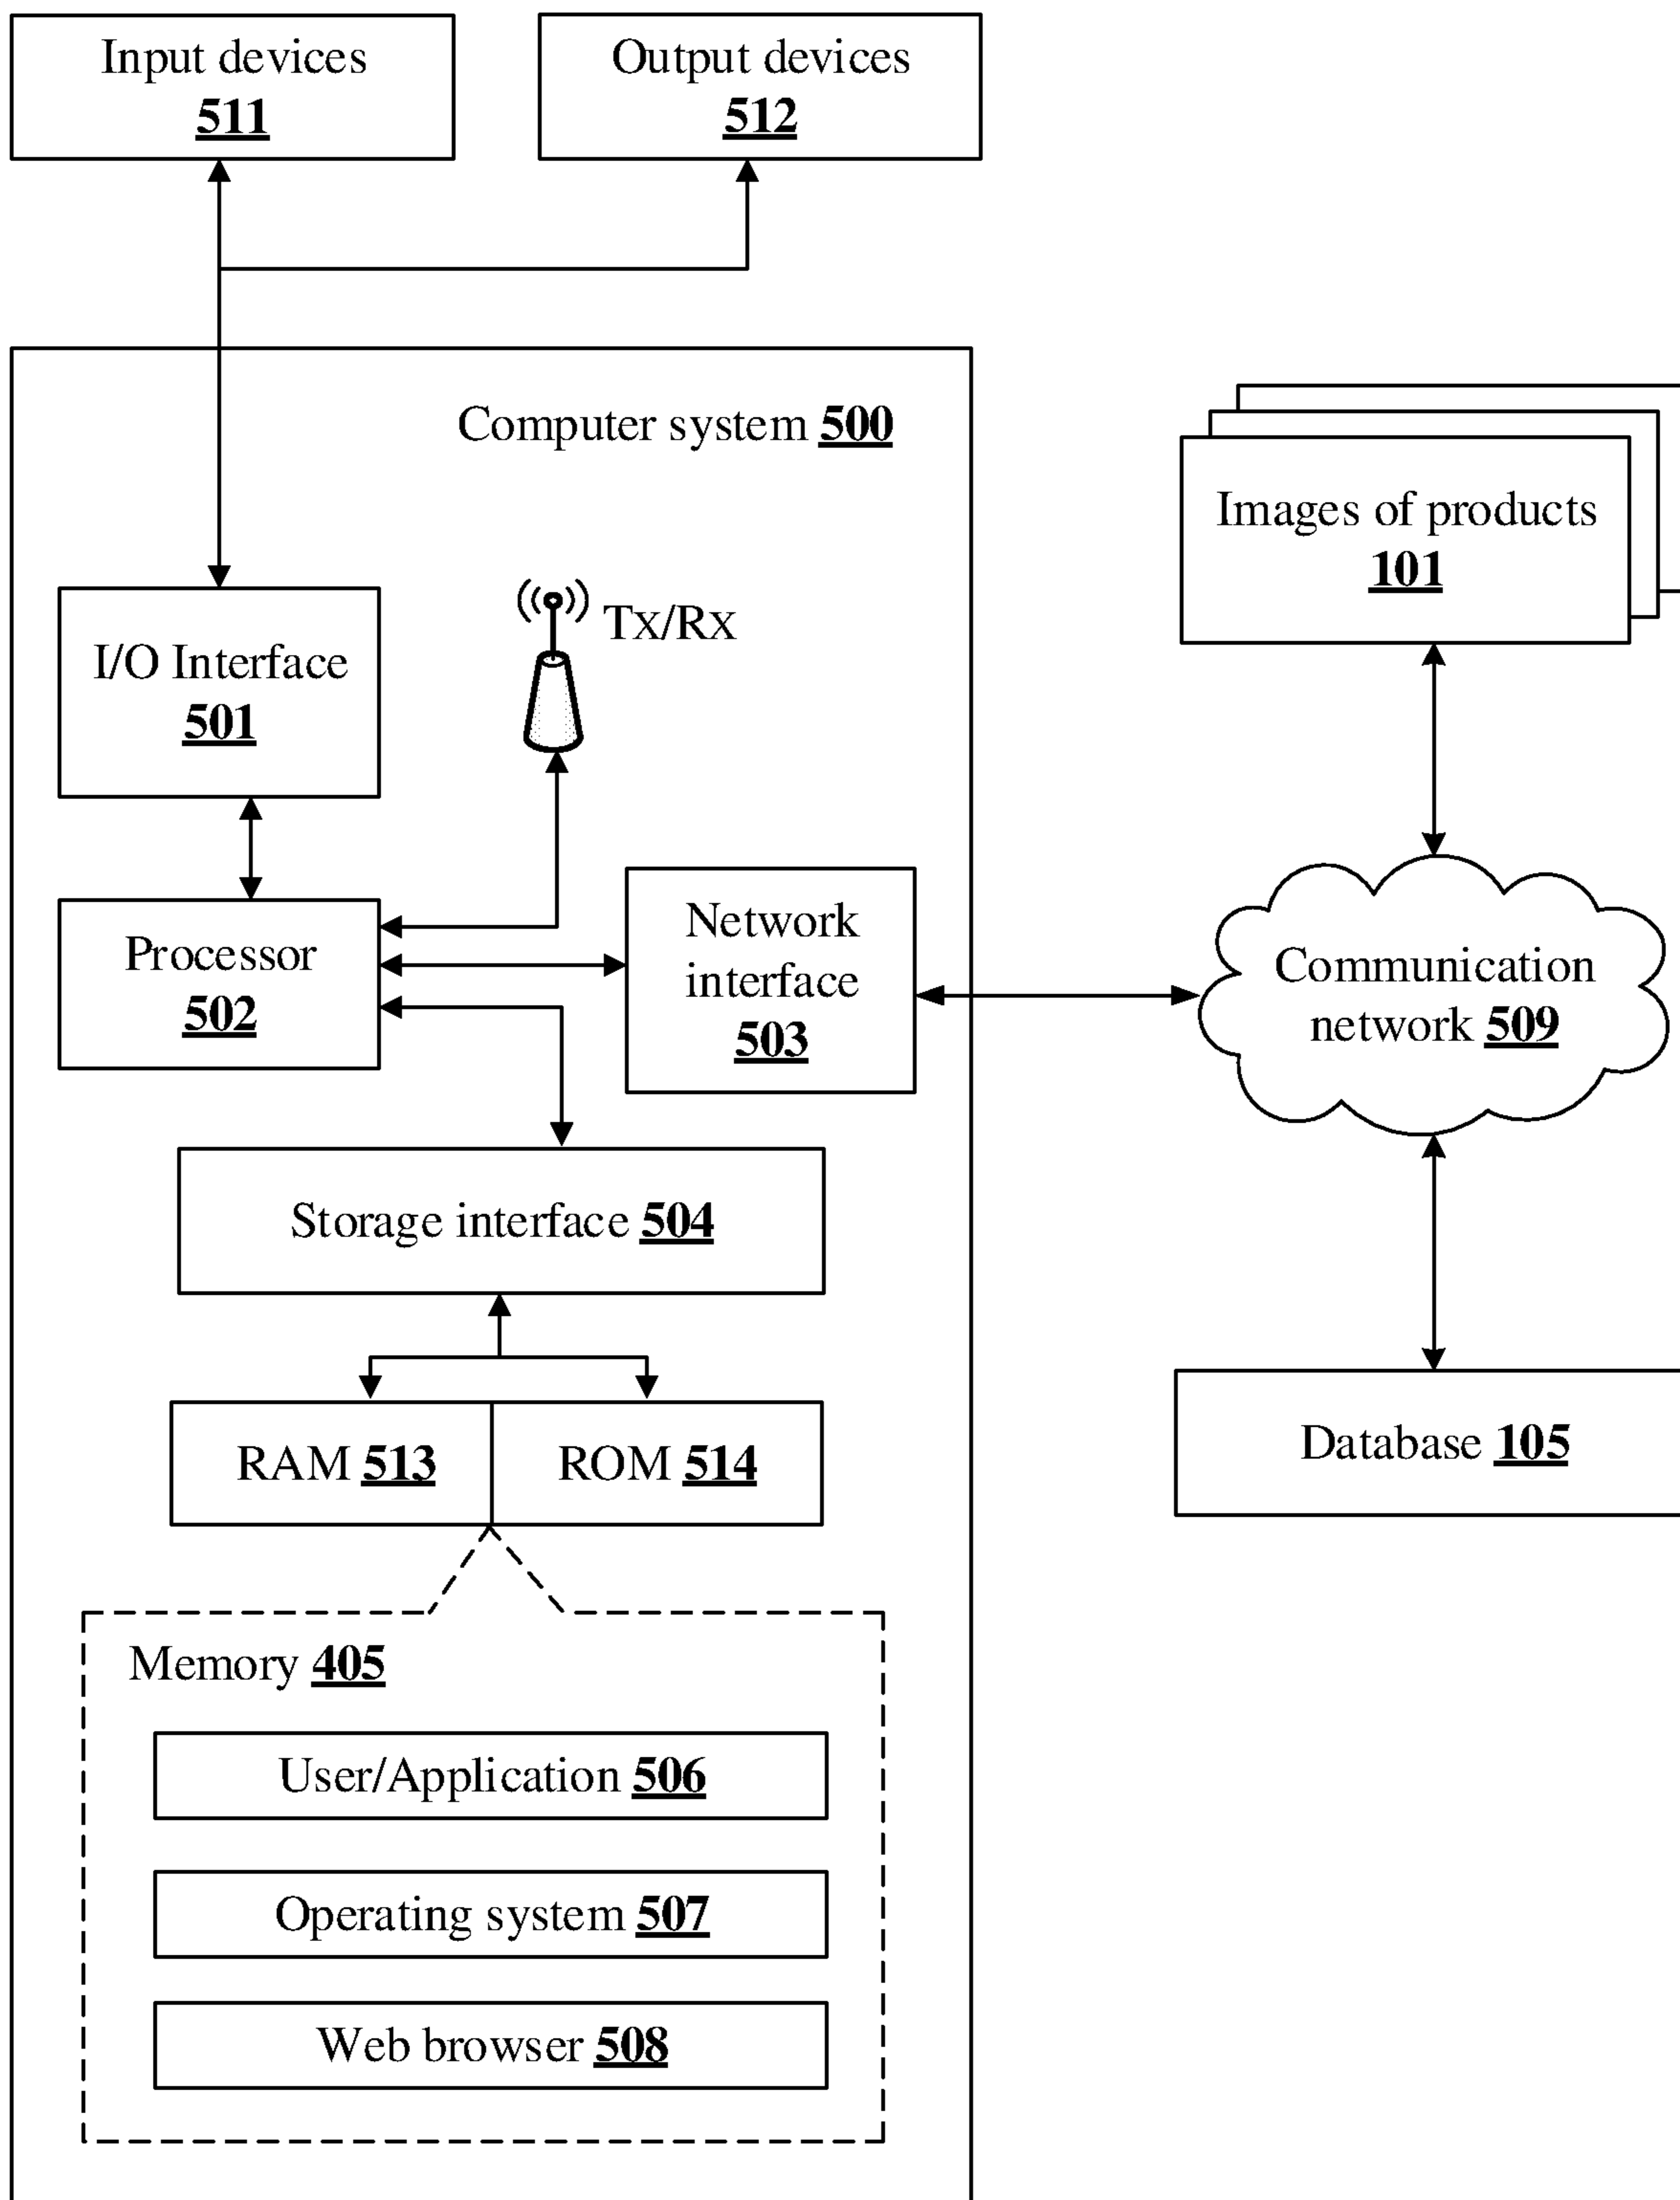 Input devices
511
Output devices
512
Computer system 500
Images of products
101
I/O Interface
501
Tx/Rx
Processor
502
Network
interface
503
Communication
network 509
Storage interface 504
RAM 513
ROM 514
Database 105
Memory 405
User/Application 506
Operating system 507
Web browser 508